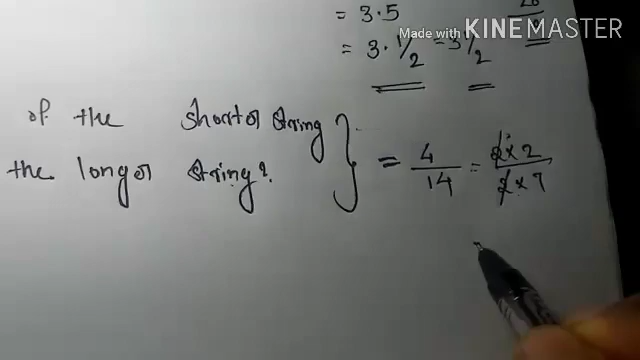 = 3.5
= 3. 1/2 = 3 1/2
Made with KINEMASTER
of the shorter string
the longer string?
} = 4/14 = 2×2/2×7